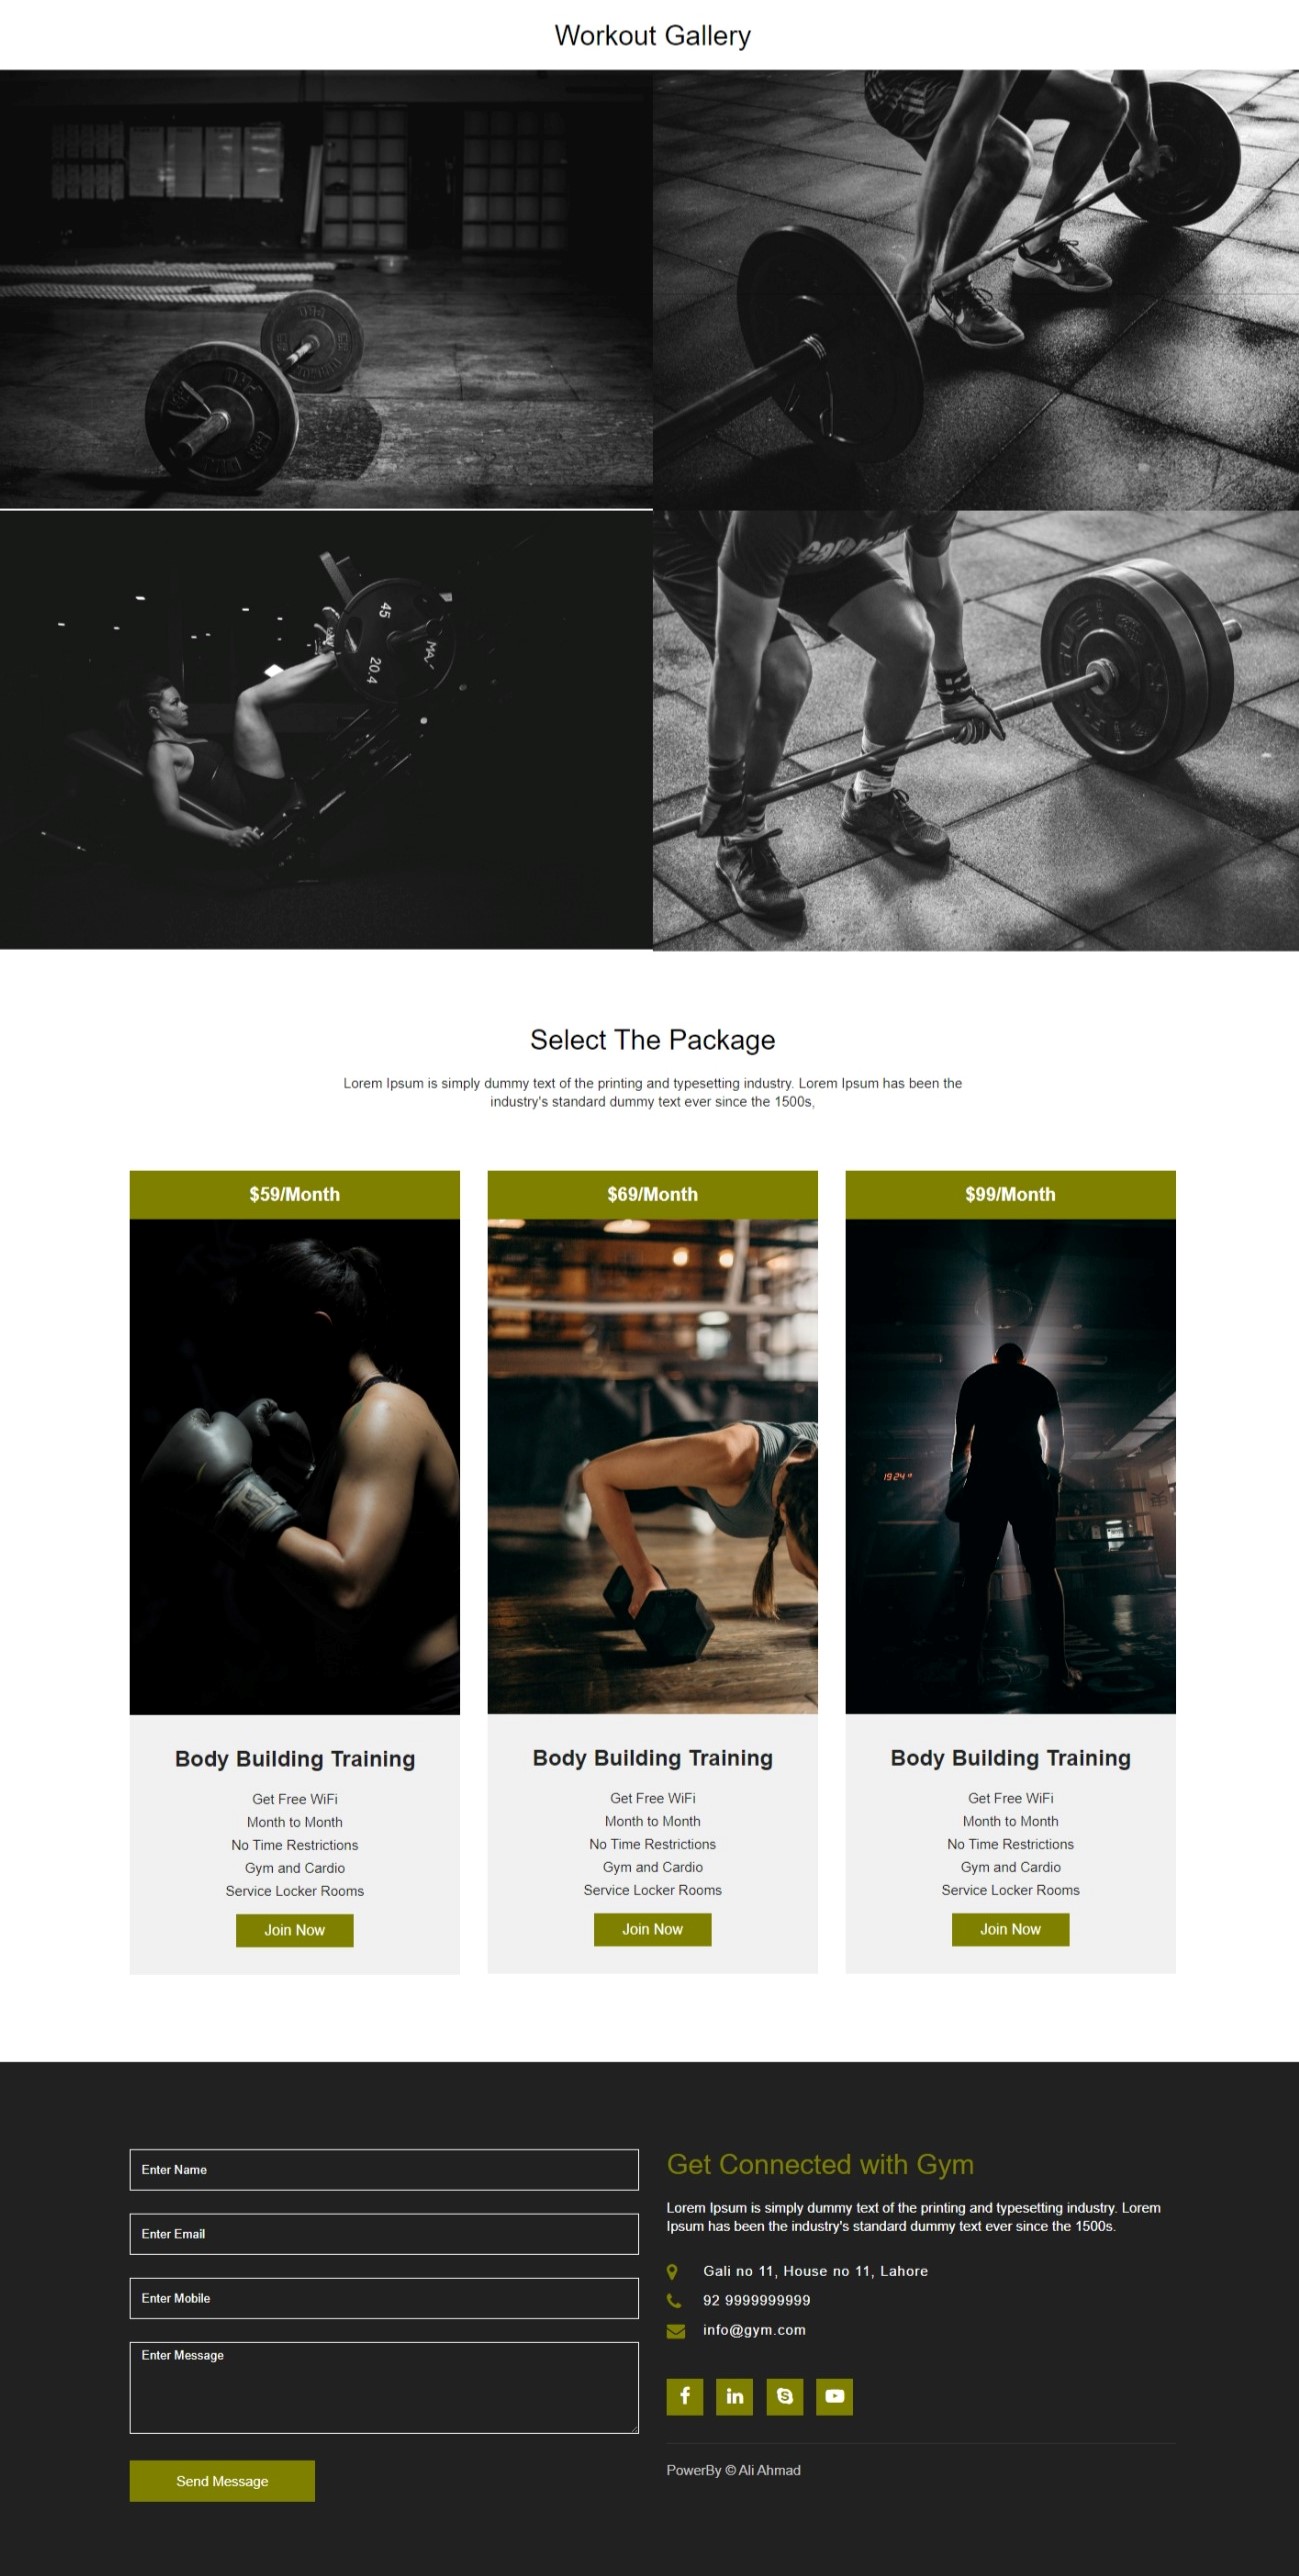 Workout Gallery
45
20.4
Select The Package
Lorem Ipsum is simply dummy text of the printing and typesetting industry. Lorem Ipsum has been the
industry's standard dummy text ever since the 1500s,
$59/Month
$69/Month
$99/Month
Body Building Training
Get Free WiFi
Month to Month
No Time Restrictions
Gym and Cardio
Service Locker Rooms
Join Now
Body Building Training
Get Free WiFi
Month to Month
No Time Restrictions
Gym and Cardio
Service Locker Rooms
Join Now
Body Building Training
Get Free WiFi
Month to Month
No Time Restrictions
Gym and Cardio
Service Locker Rooms
Join Now
Enter Name
Enter Email
Enter Mobile
Enter Message
Send Message
Get Connected with Gym
Lorem Ipsum is simply dummy text of the printing and typesetting industry. Lorem
Ipsum has been the industry's standard dummy text ever since the 1500s.
Gali no 11, House no 11, Lahore
92 9999999999
info@gym.com
PowerBy © Ali Ahmad